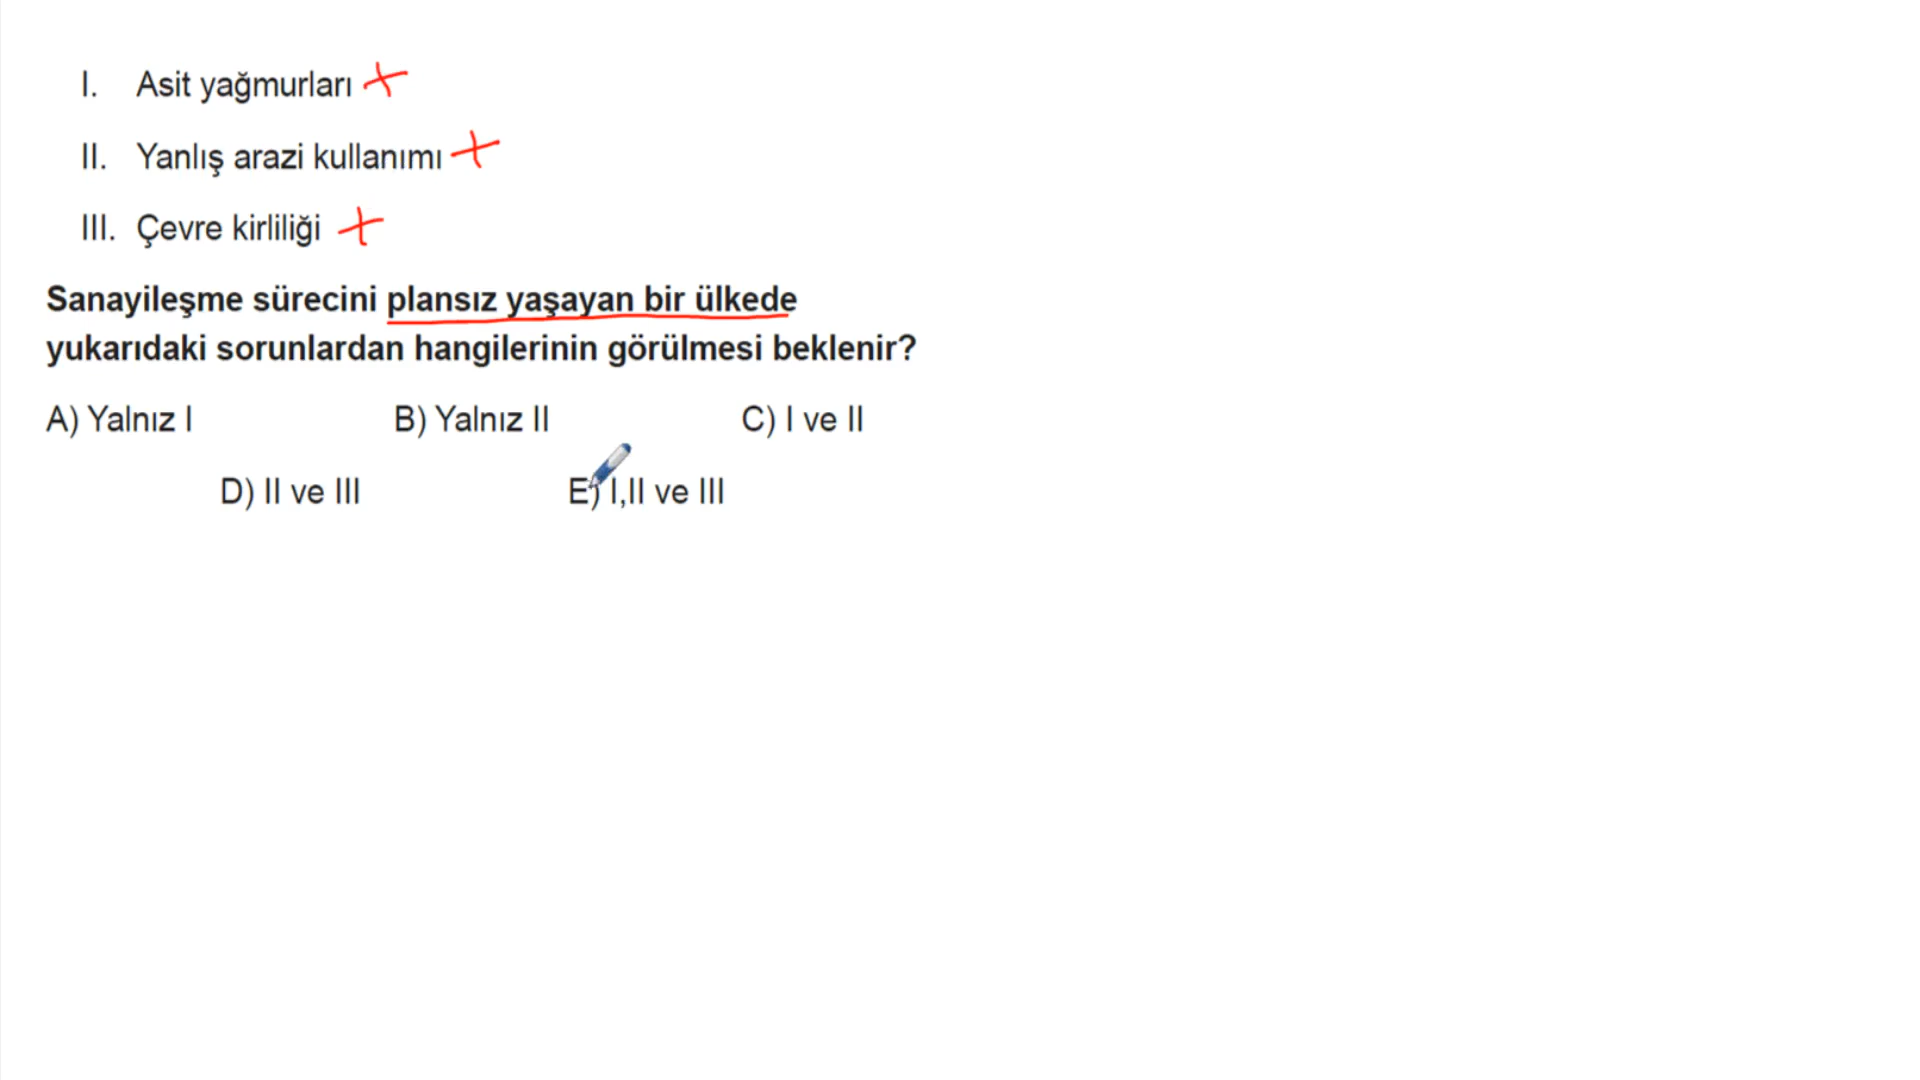 I. Asit yağmurları +
II. Yanlış arazi kullanımı +
III. Çevre kirliliği +
Sanayileşme sürecini plansız yaşayan bir ülkede
yukarıdaki sorunlardan hangilerinin görülmesi beklenir?
A) Yalnız I B) Yalnız II C) I ve II
D) II ve III E) I,II ve III